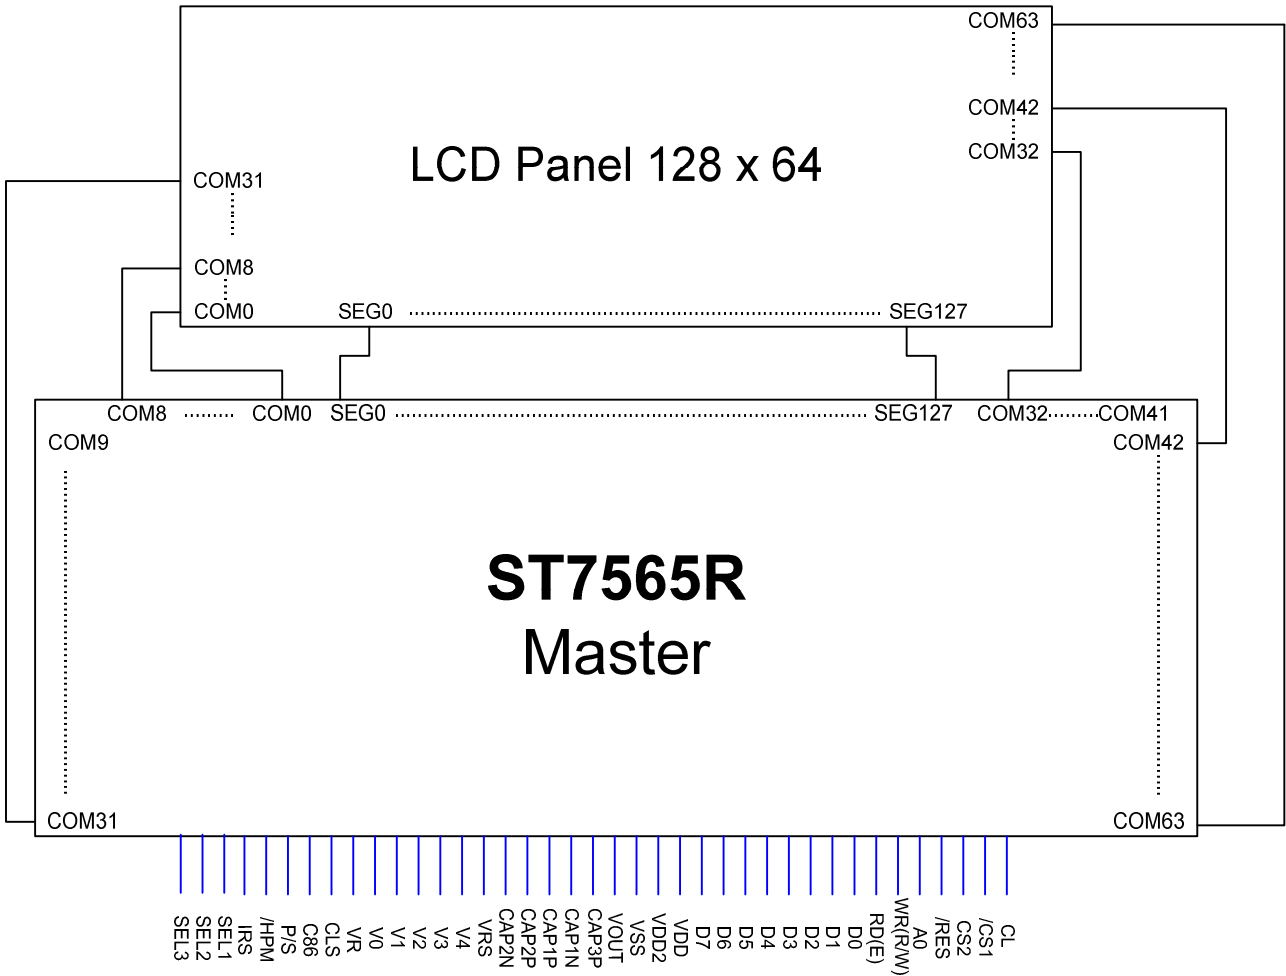 COM63
COM42
LCD Panel 128 x 64
COM32
COM31
COM8
COM0
SEG0
SEG127
COM8
COM0
SEG0
SEG127
COM32
COM41
COM9
COM42
ST7565R
Master
COM31
COM63
SEL3
SEL2
SEL1
IRS
/HPM
P/S
C86
CLS
VR
V0
V1
V2
V3
V4
VRS
CAP2N
CAP2P
CAP1P
CAP1N
CAP3P
VOUT
VSS
VDD2
VDD
D7
D6
D5
D4
D3
D2
D1
D0
RD(E)
WR(R/W)
A0
/RES
CS2
/CS1
CL